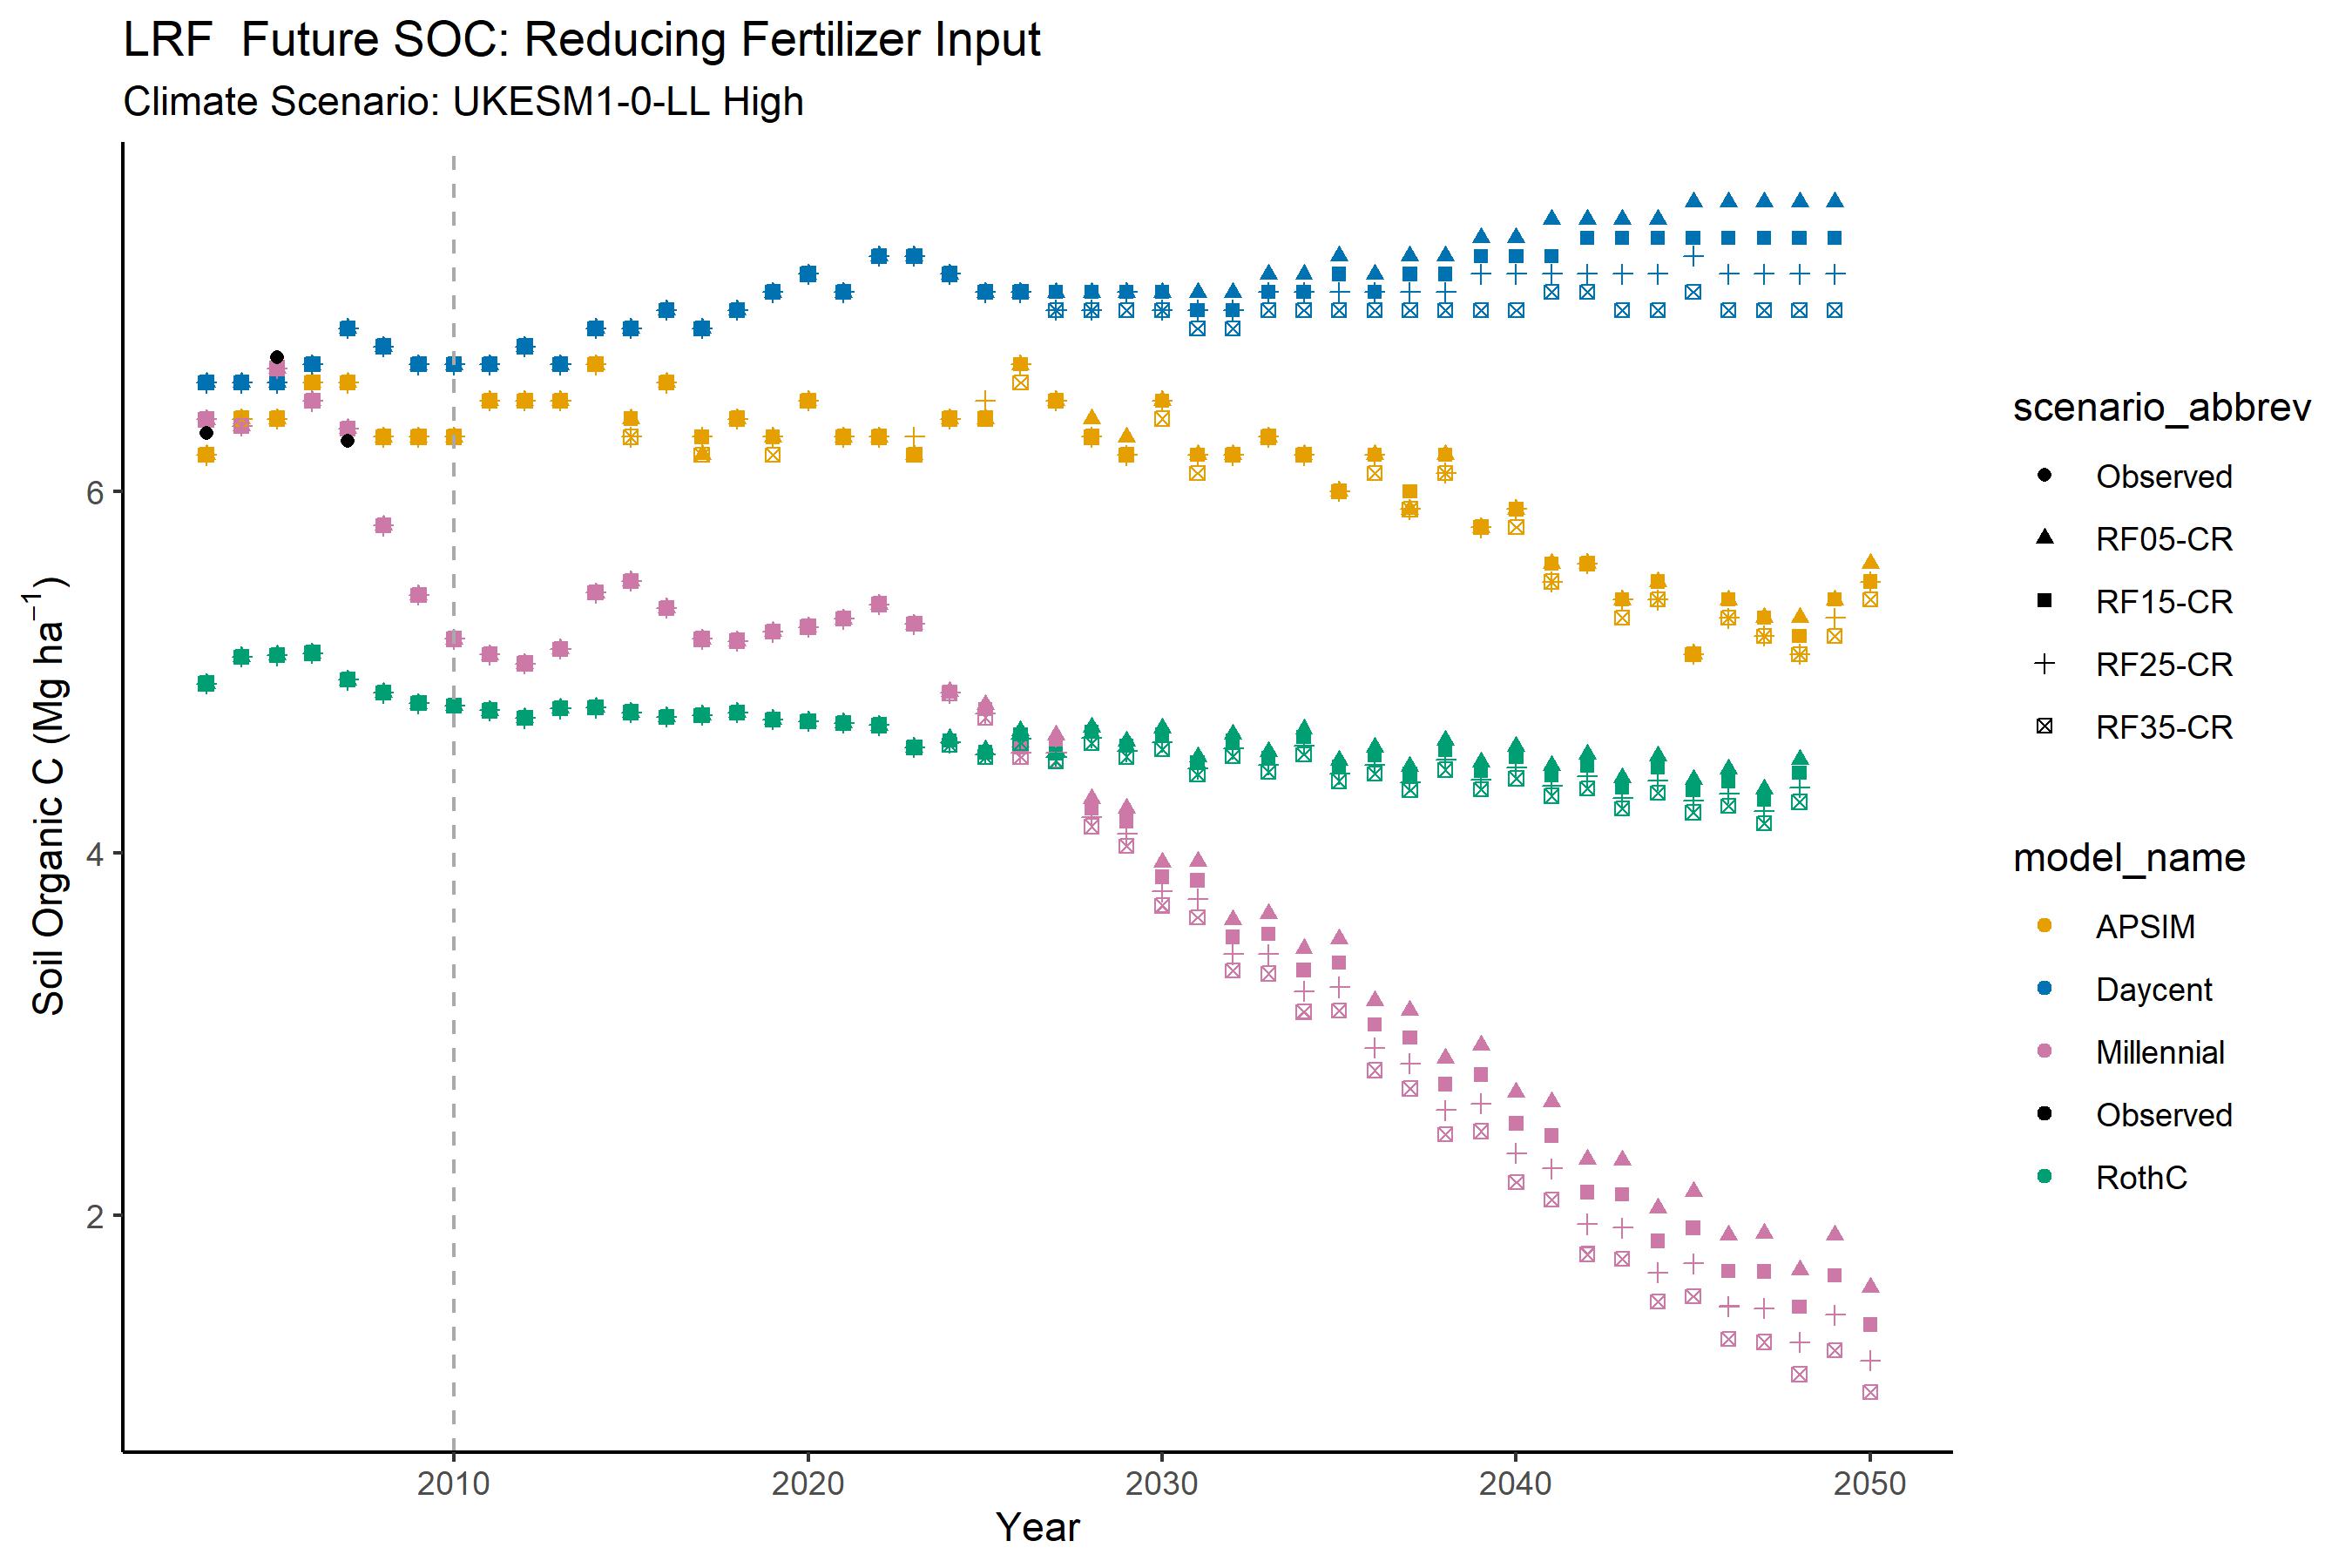 LRF  Future SOC: Reducing Fertilizer Input
Climate Scenario: UKESM1-0-LL High
Soil Organic C (Mg ha⁻¹)
6
4
2
2010
2020
2030
2040
2050
Year
scenario_abbrev
Observed
RF05-CR
RF15-CR
RF25-CR
RF35-CR
model_name
APSIM
Daycent
Millennial
Observed
RothC